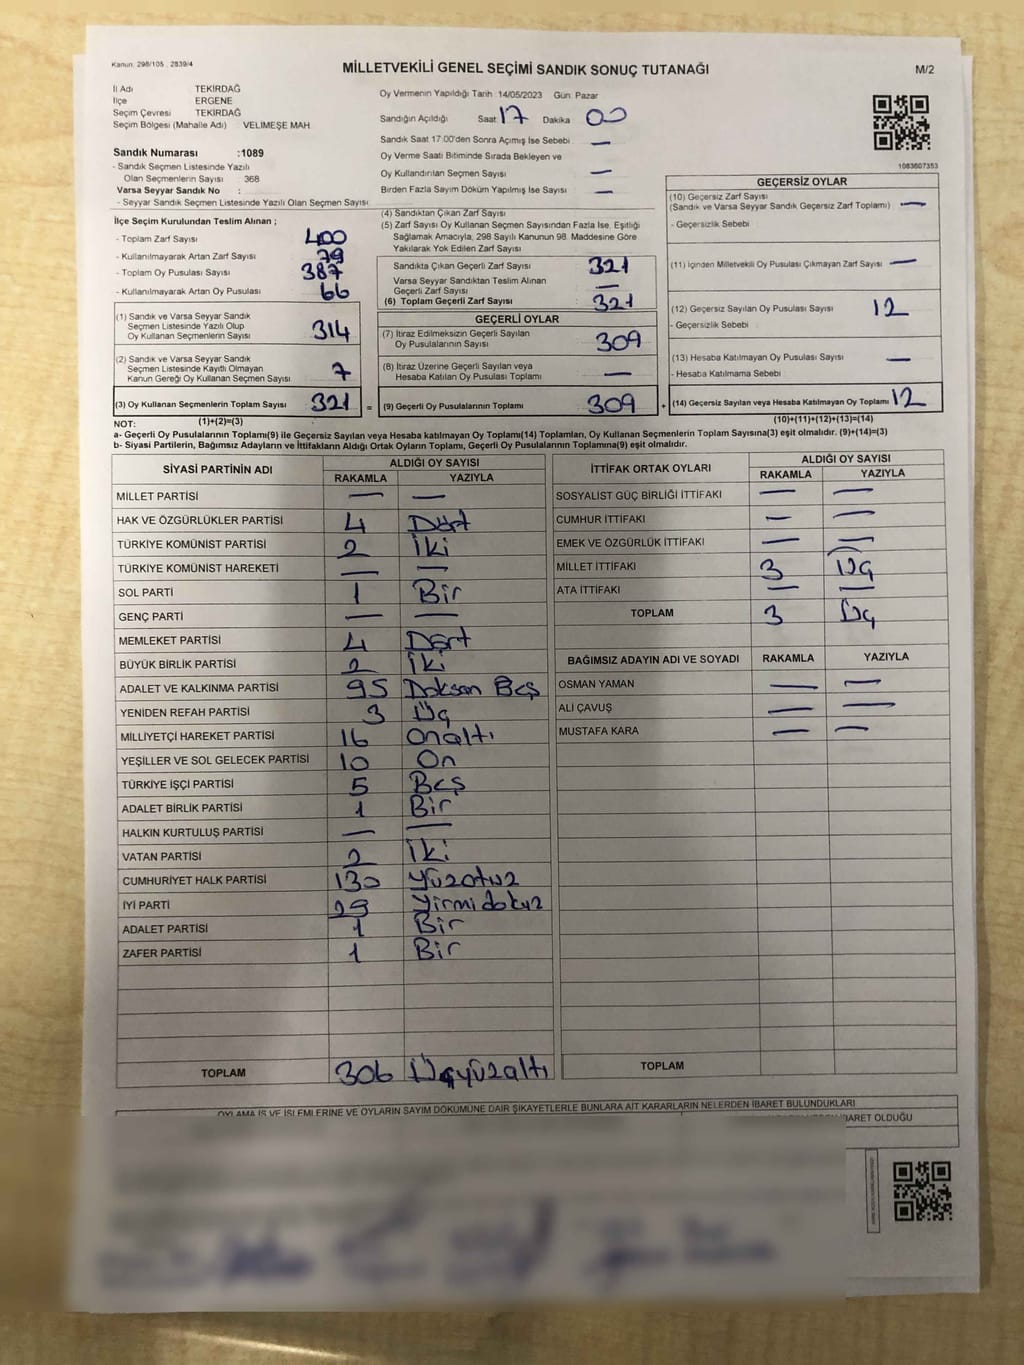 Kanun: 298/105 , 2839/4
MİLLETVEKİLİ GENEL SEÇİMİ SANDIK SONUÇ TUTANAĞI
M/2
İl Adı TEKİRDAĞ
İlçe ERGENE
Seçim Çevresi TEKİRDAĞ
Seçim Bölgesi (Mahalle Adı) VELİMEŞE MAH
Sandık Numarası :1089
- Sandık Seçmen Listesinde Yazılı
Olan Seçmenlerin Sayısı : 368
Varsa Seyyar Sandık No :
- Seyyar Sandık Seçmen Listesinde Yazılı Olan Seçmen Sayısı
Oy Vermenin Yapıldığı Tarih :14/05/2023 Gün: Pazar
Sandığın Açıldığı Saat 17 Dakika 00
Sandık Saat 17:00'den Sonra Açımış İse Sebebi —
Oy Verme Saati Bitiminde Sırada Bekleyen ve
Oy Kullandırılan Seçmen Sayısı —
Birden Fazla Sayım Döküm Yapılmış İse Sayısı —
1083607353
İlçe Seçim Kurulundan Teslim Alınan ;
- Toplam Zarf Sayısı 400
- Kullanılmayarak Artan Zarf Sayısı 79
- Toplam Oy Pusulası Sayısı 387
- Kullanılmayarak Artan Oy Pusulası 66
(1) Sandık ve Varsa Seyyar Sandık
Seçmen Listesinde Yazılı Olup
Oy Kullanan Seçmenlerin Sayısı 314
(2) Sandık ve Varsa Seyyar Sandık
Seçmen Listesinde Kayıtlı Olmayan
Kanun Gereği Oy Kullanan Seçmen Sayısı 7
(3) Oy Kullanan Seçmenlerin Toplam Sayısı 321 =
(1)+(2)=(3)
(4) Sandıktan Çıkan Zarf Sayısı
(5) Zarf Sayısı Oy Kullanan Seçmen Sayısından Fazla İse, Eşitliği
Sağlamak Amacıyla; 298 Sayılı Kanunun 98. Maddesine Göre
Yakılarak Yok Edilen Zarf Sayısı
Sandıkta Çıkan Geçerli Zarf Sayısı 321
Varsa Seyyar Sandıktan Teslim Alınan
Geçerli Zarf Sayısı —
(6) Toplam Geçerli Zarf Sayısı : 321
GEÇERLİ OYLAR
(7) İtiraz Edilmeksizin Geçerli Sayılan
Oy Pusulalarının Sayısı 309
(8) İtiraz Üzerine Geçerli Sayılan veya
Hesaba Katılan Oy Pusulası Toplamı —
(9) Geçerli Oy Pusulalarının Toplamı 309 +
GEÇERSİZ OYLAR
(10) Geçersiz Zarf Sayısı
(Sandık ve Varsa Seyyar Sandık Geçersiz Zarf Toplamı) —
- Geçersizlik Sebebi
(11) İçinden Milletvekili Oy Pusulası Çıkmayan Zarf Sayısı —
(12) Geçersiz Sayılan Oy Pusulası Sayısı 12
- Geçersizlik Sebebi
(13) Hesaba Katılmayan Oy Pusulası Sayısı —
- Hesaba Katılmama Sebebi
(14) Geçersiz Sayılan veya Hesaba Katılmayan Oy Toplamı 12
(10)+(11)+(12)+(13)=(14)
NOT:
a- Geçerli Oy Pusulalarının Toplamı(9) ile Geçersiz Sayılan veya Hesaba katılmayan Oy Toplamı(14) Toplamları, Oy Kullanan Seçmenlerin Toplam Sayısına(3) eşit olmalıdır. (9)+(14)=(3)
b- Siyasi Partilerin, Bağımsız Adayların ve İttifakların Aldığı Ortak Oyların Toplamı, Geçerli Oy Pusulalarının Toplamına(9) eşit olmalıdır.
SİYASİ PARTİNİN ADI ALDIĞI OY SAYISI
RAKAMLA YAZIYLA
MİLLET PARTİSİ — —
HAK VE ÖZGÜRLÜKLER PARTİSİ 4 Dört
TÜRKİYE KOMÜNİST PARTİSİ 2 İki
TÜRKİYE KOMÜNİST HAREKETİ — —
SOL PARTİ 1 Bir
GENÇ PARTİ — —
MEMLEKET PARTİSİ 4 Dört
BÜYÜK BİRLİK PARTİSİ 2 İki
ADALET VE KALKINMA PARTİSİ 95 Doksan Beş
YENİDEN REFAH PARTİSİ 3 Üç
MİLLİYETÇİ HAREKET PARTİSİ 16 Onaltı
YEŞİLLER VE SOL GELECEK PARTİSİ 10 On
TÜRKİYE İŞÇİ PARTİSİ 5 Beş
ADALET BİRLİK PARTİSİ 1 Bir
HALKIN KURTULUŞ PARTİSİ — —
VATAN PARTİSİ 2 İki
CUMHURİYET HALK PARTİSİ 130 Yüzotuz
İYİ PARTİ 29 Yirmidokuz
ADALET PARTİSİ 1 Bir
ZAFER PARTİSİ 1 Bir
TOPLAM 306 Üçyüzaltı
İTTİFAK ORTAK OYLARI ALDIĞI OY SAYISI
RAKAMLA YAZIYLA
SOSYALİST GÜÇ BİRLİĞİ İTTİFAKI — —
CUMHUR İTTİFAKI — —
EMEK VE ÖZGÜRLÜK İTTİFAKI — —
MİLLET İTTİFAKI 3 Üç
ATA İTTİFAKI — —
TOPLAM 3 Üç
BAĞIMSIZ ADAYIN ADI VE SOYADI RAKAMLA YAZIYLA
OSMAN YAMAN — —
ALİ ÇAVUŞ — —
MUSTAFA KARA — —
TOPLAM
OYLAMA İŞ VE İŞLEMLERİNE VE OYLARIN SAYIM DÖKÜMÜNE DAİR ŞİKAYETLERLE BUNLARA AİT KARARLARIN NELERDEN İBARET BULUNDUKLARI
İBARET OLDUĞU